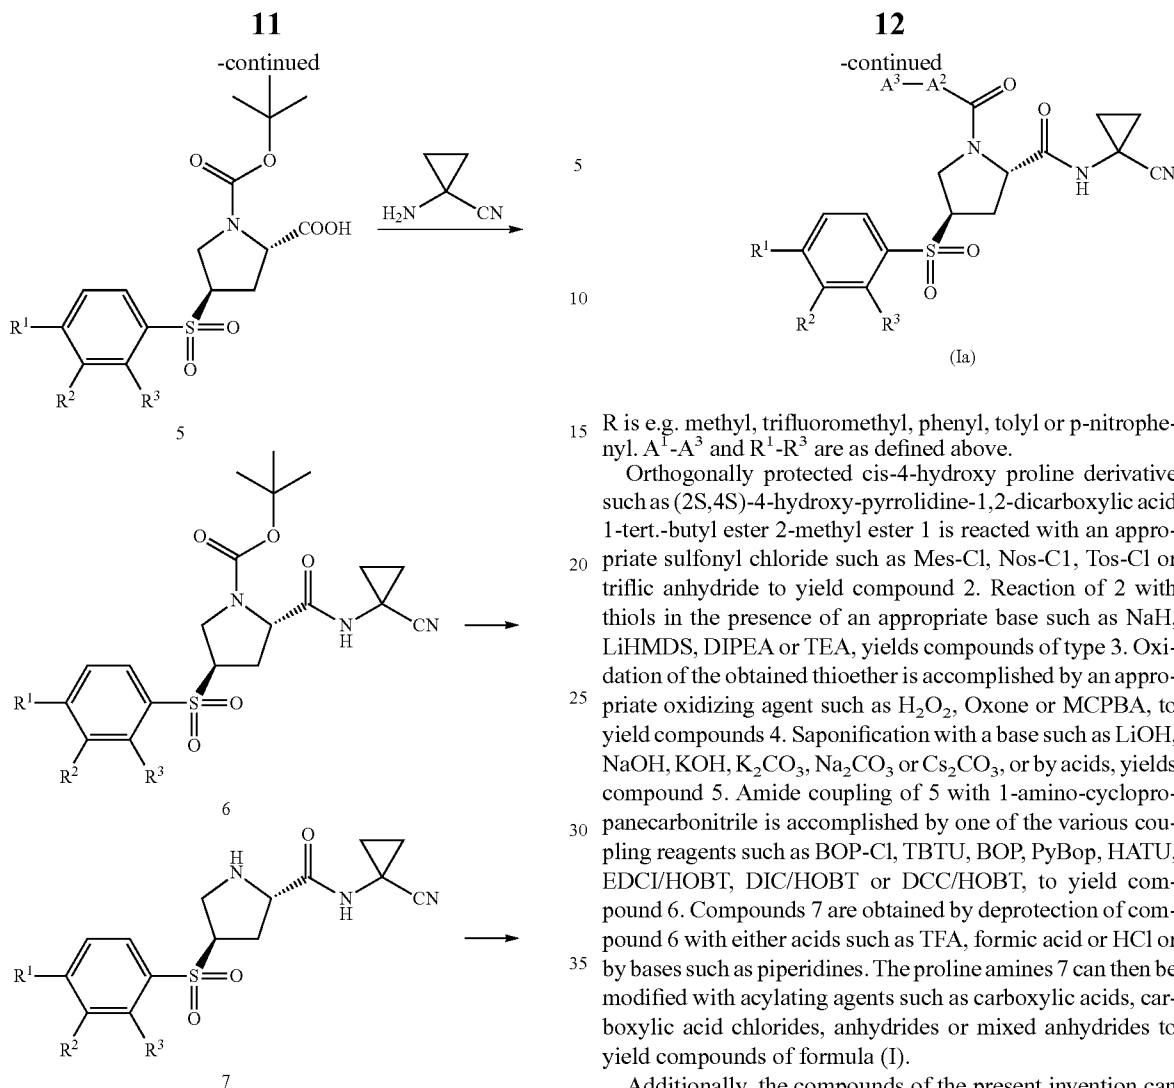 11
-continued
O
O
N
COOH
H₂N
CN
S
O
O
R¹
R²
R³
5
O
O
N
O
N
H
CN
S
O
O
R¹
R²
R³
6
H
N
O
N
H
CN
S
O
O
R¹
R²
R³
7
5
10
15
20
25
30
35
12
-continued
A³—A²
O
N
O
N
H
CN
S
O
O
R¹
R²
R³
(Ia)
R is e.g. methyl, trifluoromethyl, phenyl, tolyl or p-nitrophe-
nyl. A¹-A³ and R¹-R³ are as defined above.
Orthogonally protected cis-4-hydroxy proline derivative
such as (2S,4S)-4-hydroxy-pyrrolidine-1,2-dicarboxylic acid
1-tert.-butyl ester 2-methyl ester 1 is reacted with an appro-
priate sulfonyl chloride such as Mes-Cl, Nos-C1, Tos-Cl or
triflic anhydride to yield compound 2. Reaction of 2 with
thiols in the presence of an appropriate base such as NaH,
LiHMDS, DIPEA or TEA, yields compounds of type 3. Oxi-
dation of the obtained thioether is accomplished by an appro-
priate oxidizing agent such as H₂O₂, Oxone or MCPBA, to
yield compounds 4. Saponification with a base such as LiOH,
NaOH, KOH, K₂CO₃, Na₂CO₃ or Cs₂CO₃, or by acids, yields
compound 5. Amide coupling of 5 with 1-amino-cyclopro-
panecarbonitrile is accomplished by one of the various cou-
pling reagents such as BOP-Cl, TBTU, BOP, PyBop, HATU,
EDCI/HOBT, DIC/HOBT or DCC/HOBT, to yield com-
pound 6. Compounds 7 are obtained by deprotection of com-
pound 6 with either acids such as TFA, formic acid or HCl or
by bases such as piperidines. The proline amines 7 can then be
modified with acylating agents such as carboxylic acids, car-
boxylic acid chlorides, anhydrides or mixed anhydrides to
yield compounds of formula (I).
Additionally, the compounds of the present invention can